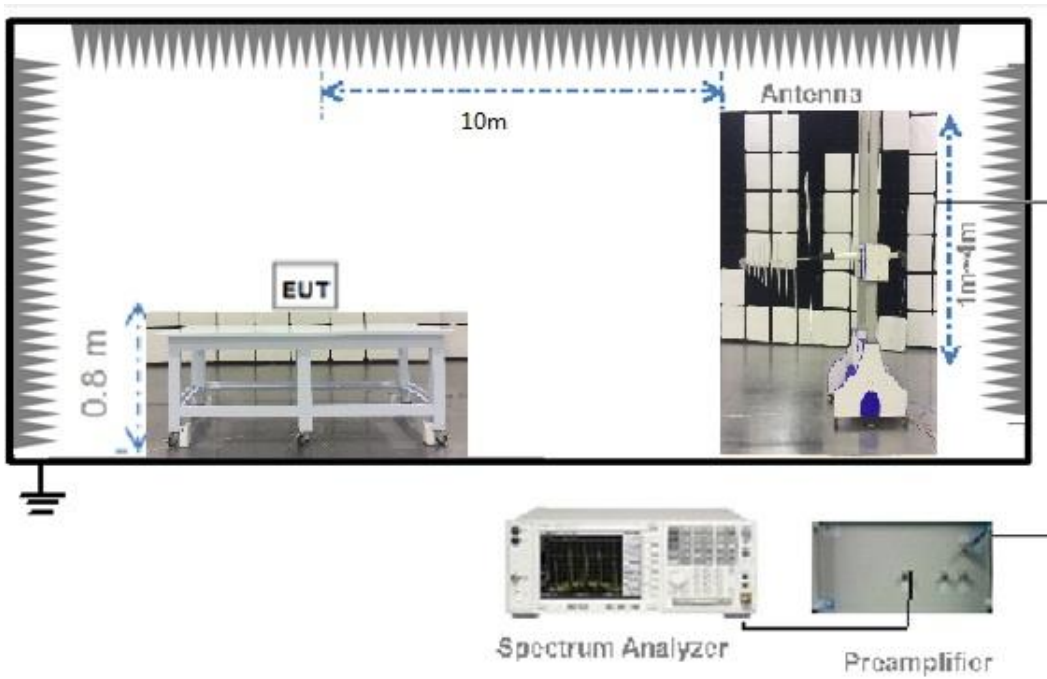 Antenna
10m
1m~4m
EUT
0.8 m
Spectrum Analyzer
Preamplifier